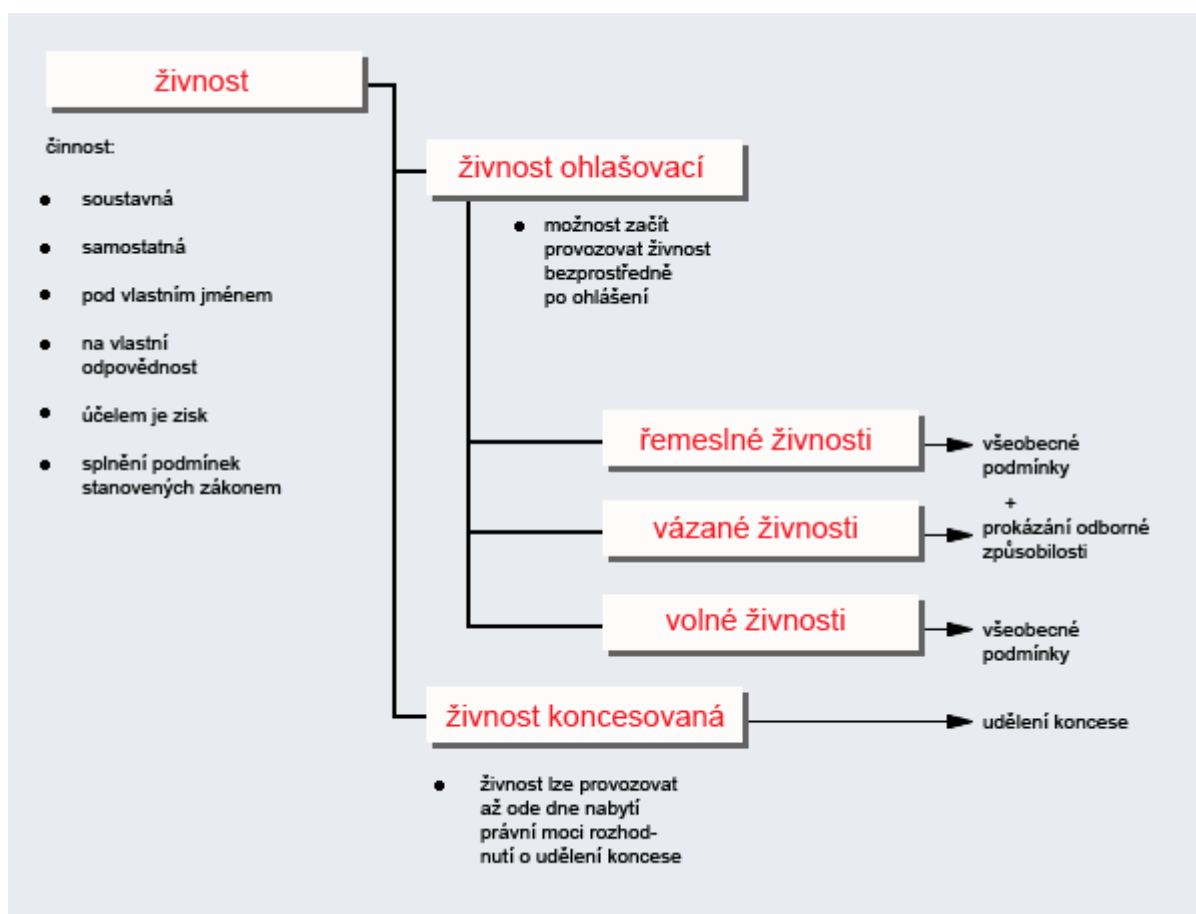 živnost
činnost:
● soustavná
● samostatná
● pod vlastním jménem
● na vlastní
odpovědnost
● účelem je zisk
● splnění podmínek
stanovených zákonem
živnost ohlašovací
● možnost začít
provozovat živnost
bezprostředně
po ohlášení
řemeslné živnosti
všeobecné
podmínky
+
vázané živnosti
prokázání odborné
způsobilosti
volné živnosti
všeobecné
podmínky
živnost koncesovaná
udělení koncese
● živnost lze provozovat
až ode dne nabytí
právní moci rozhod-
nutí o udělení koncese